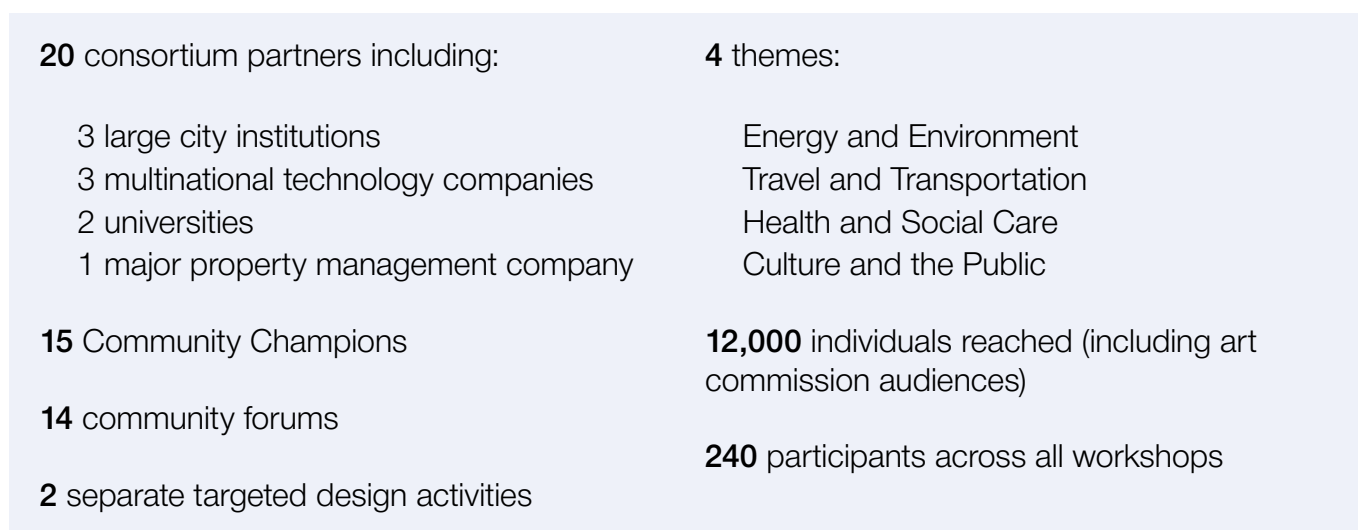 20 consortium partners including:
3 large city institutions
3 multinational technology companies
2 universities
1 major property management company
15 Community Champions
14 community forums
2 separate targeted design activities
4 themes:
Energy and Environment
Travel and Transportation
Health and Social Care
Culture and the Public
12,000 individuals reached (including art
commission audiences)
240 participants across all workshops